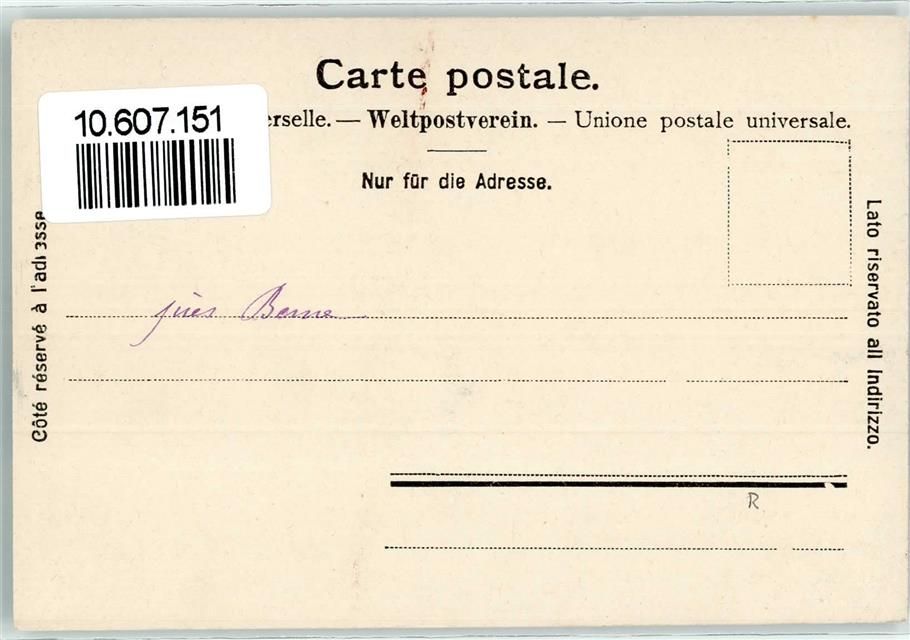 Carte postale.
10.607.151
erselle. — Weltpostverein. — Unione postale universale.
Nur für die Adresse.
Côté réservé à l'adresse
Lato riservato all Indirizzo.
près Berne
R